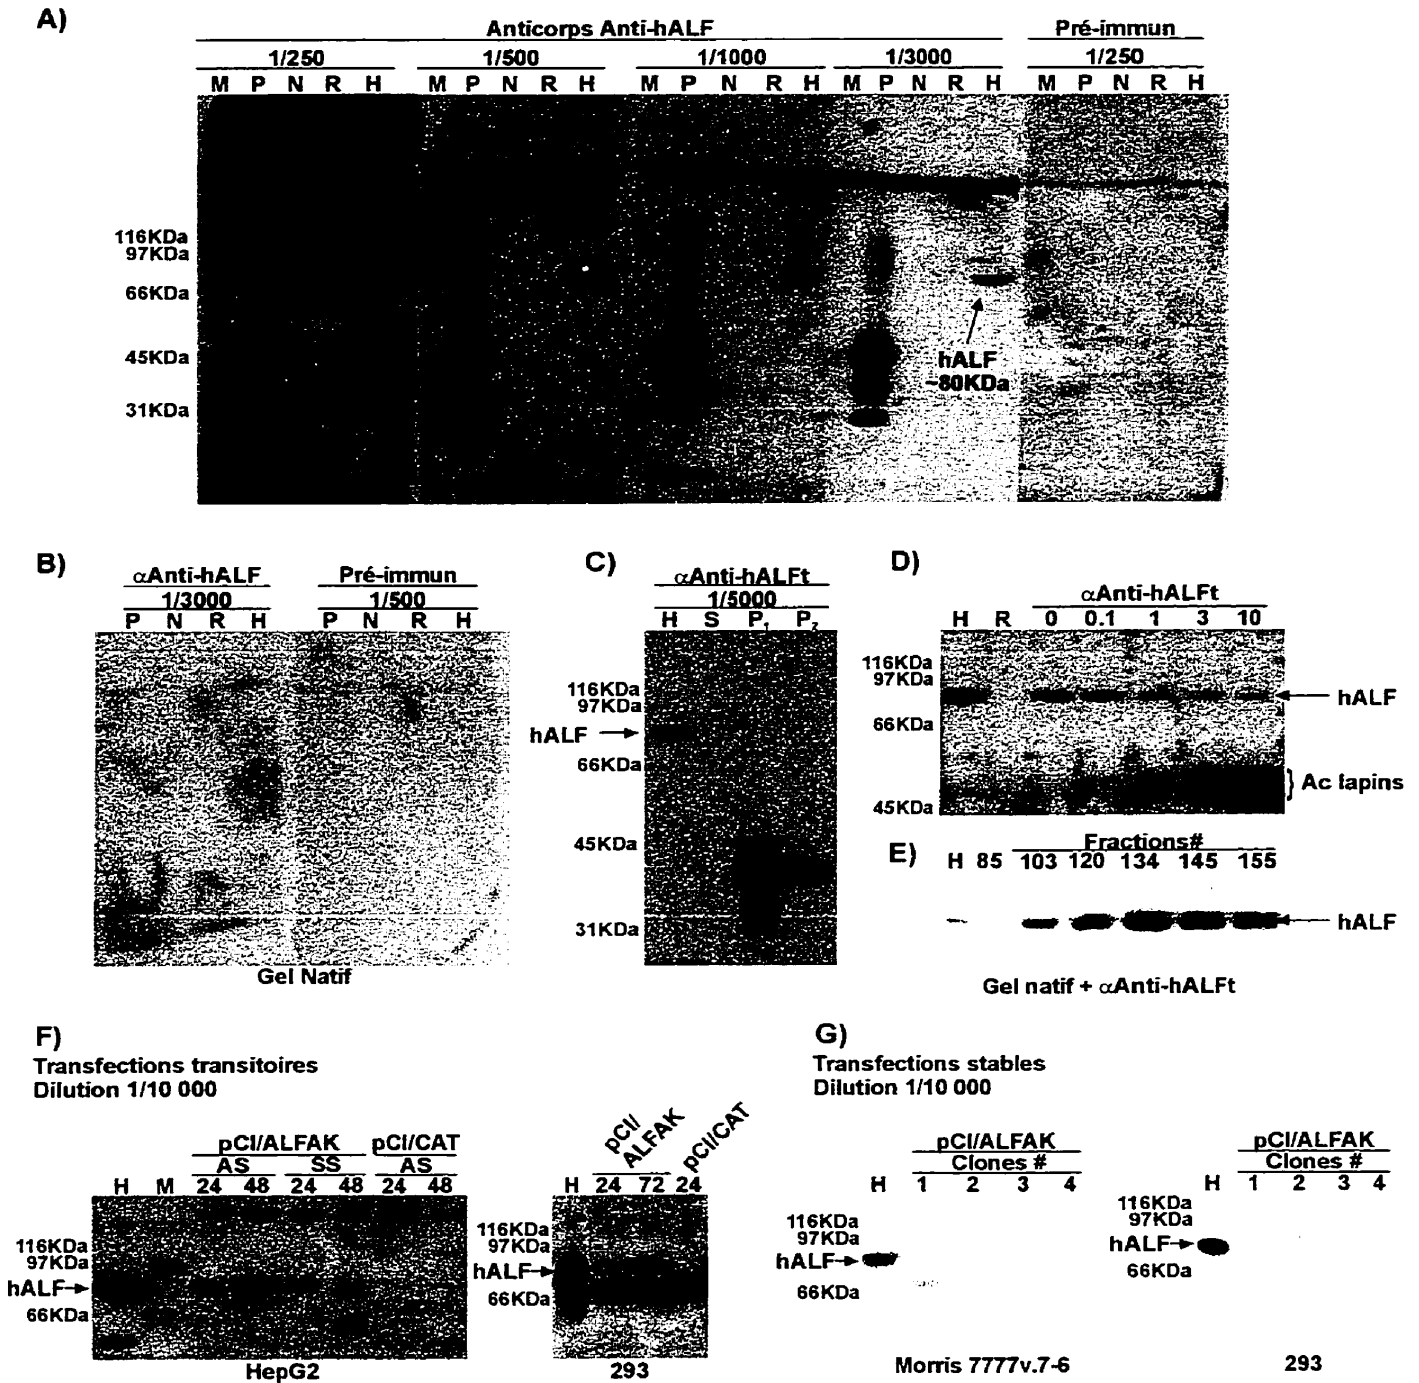 A)
Anticorps Anti-hALF Pré-immun
1/250 1/500 1/1000 1/3000 1/250
M P N R H M P N R H M P N R H M P N R H M P N R H
116KDa
97KDa
66KDa
45KDa
31KDa
hALF
~80KDa
B)
αAnti-hALF Pré-immun
1/3000 1/500
P N R H P N R H
Gel Natif
C)
αAnti-hALFt
1/5000
H S P₁ P₂
116KDa
97KDa
hALF
66KDa
45KDa
31KDa
D)
αAnti-hALFt
H R 0 0.1 1 3 10
116KDa
97KDa
hALF
66KDa
Ac lapins
45KDa
E)
Fractions#
H 85 103 120 134 145 155
hALF
Gel natif + αAnti-hALFt
F)
Transfections transitoires
Dilution 1/10 000
pCI/ALFAK pCI/CAT
AS SS AS
H M 24 48 24 48 24 48
116KDa
97KDa
hALF
66KDa
HepG2
pCI/
ALFAK
pCI/CAT
H 24 72 24
116KDa
97KDa
hALF
66KDa
293
G)
Transfections stables
Dilution 1/10 000
pCI/ALFAK
Clones #
H 1 2 3 4
116KDa
97KDa
hALF
66KDa
Morris 7777v.7-6
pCI/ALFAK
Clones #
H 1 2 3 4
116KDa
97KDa
hALF
66KDa
293